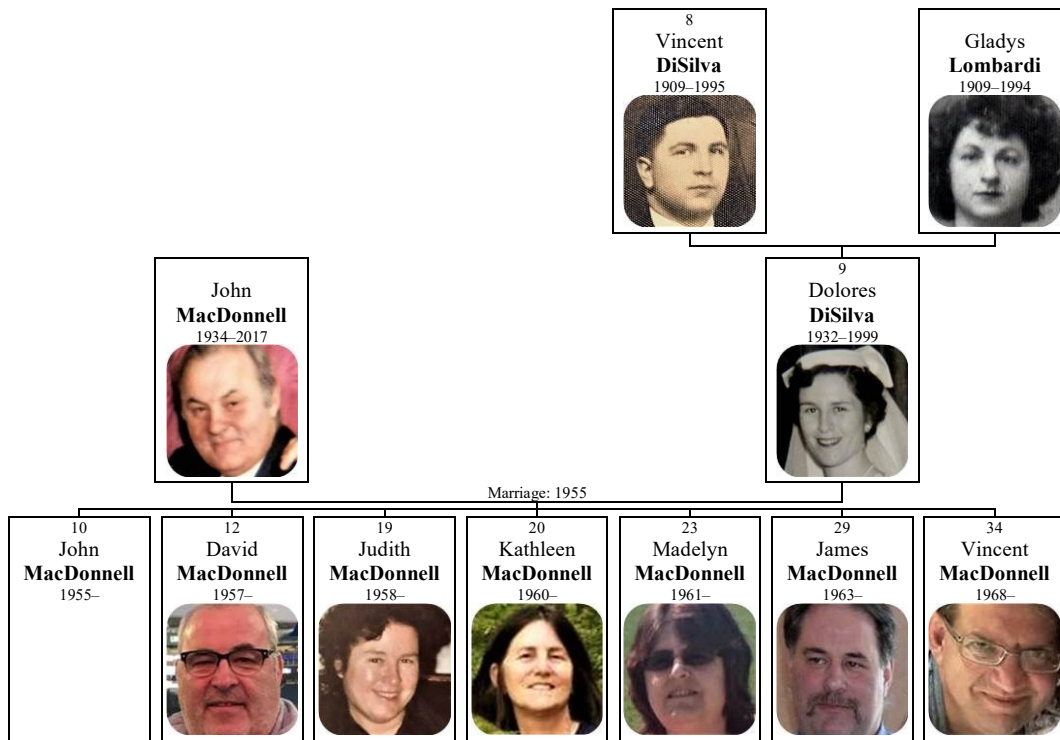 8
Vincent
DiSilva
1909–1995
Gladys
Lombardi
1909–1994
John
MacDonnell
1934–2017
9
Dolores
DiSilva
1932–1999
Marriage: 1955
10
John
MacDonnell
1955–
12
David
MacDonnell
1957–
19
Judith
MacDonnell
1958–
20
Kathleen
MacDonnell
1960–
23
Madelyn
MacDonnell
1961–
29
James
MacDonnell
1963–
34
Vincent
MacDonnell
1968–